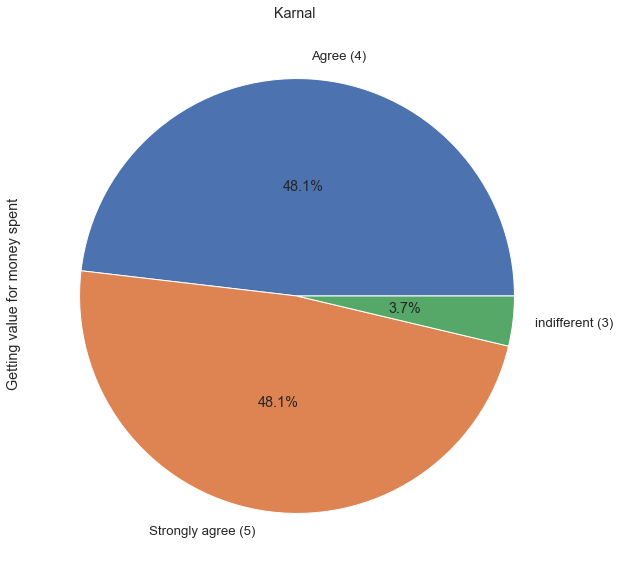 Karnal
Agree (4)
48.1%
Getting value for money spent
3.7%
indifferent (3)
48.1%
Strongly agree (5)